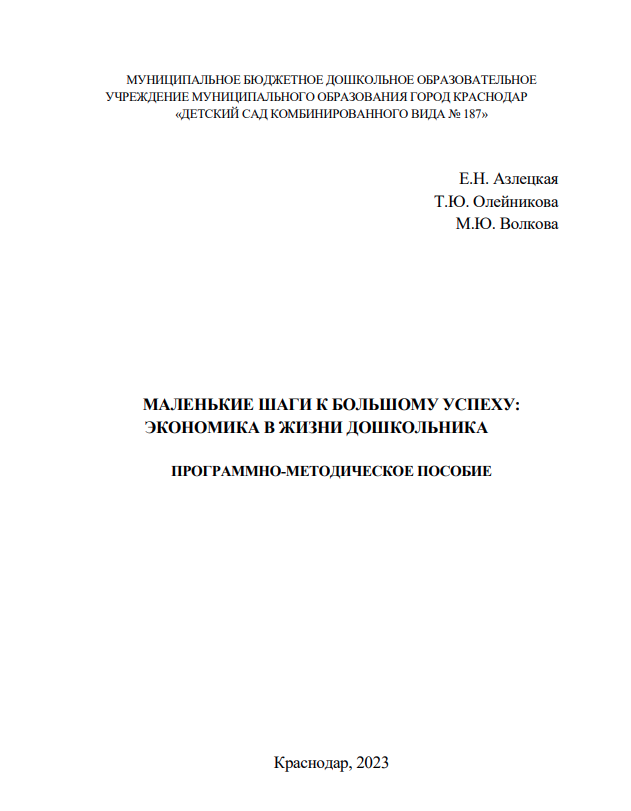 МУНИЦИПАЛЬНОЕ БЮДЖЕТНОЕ ДОШКОЛЬНОЕ ОБРАЗОВАТЕЛЬНОЕ
УЧРЕЖДЕНИЕ МУНИЦИПАЛЬНОГО ОБРАЗОВАНИЯ ГОРОД КРАСНОДАР
«ДЕТСКИЙ САД КОМБИНИРОВАННОГО ВИДА № 187»
Е.Н. Азлецкая
Т.Ю. Олейникова
М.Ю. Волкова
МАЛЕНЬКИЕ ШАГИ К БОЛЬШОМУ УСПЕХУ:
ЭКОНОМИКА В ЖИЗНИ ДОШКОЛЬНИКА
ПРОГРАММНО-МЕТОДИЧЕСКОЕ ПОСОБИЕ
Краснодар, 2023